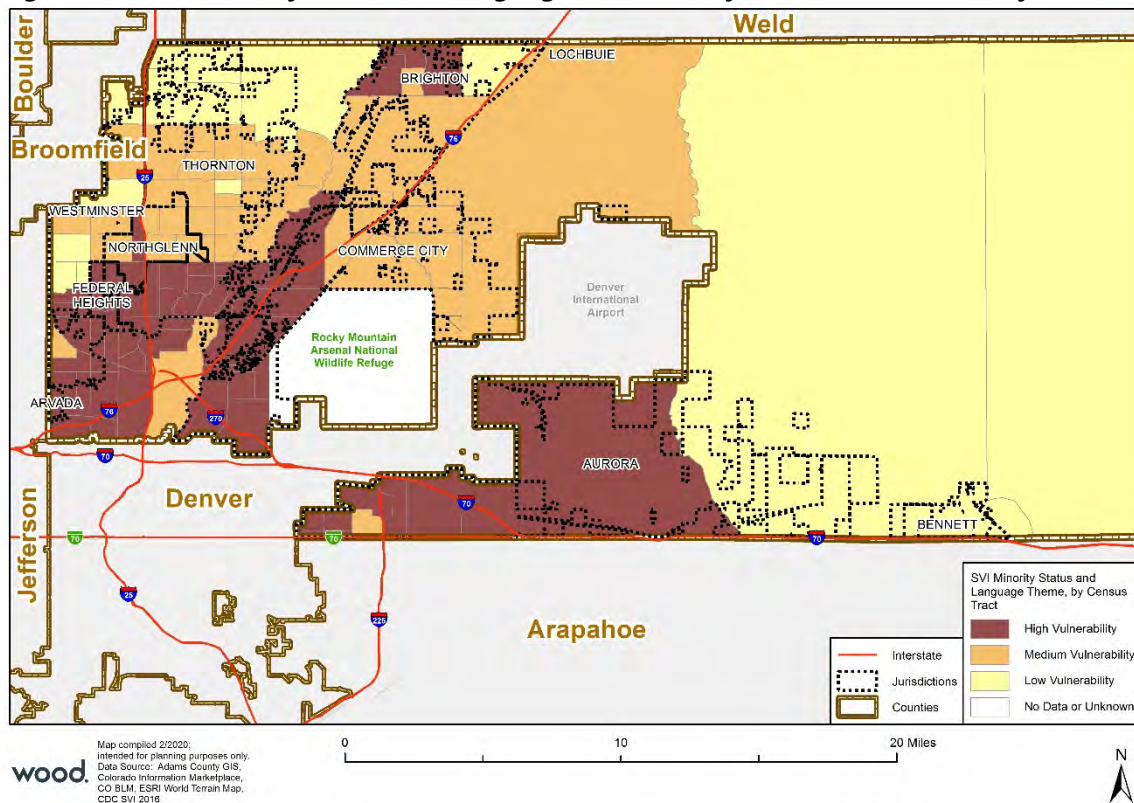 Weld
Boulder
LOCHBUIE
BRIGHTON
76
Broomfield
THORNTON
25
WESTMINSTER
NORTHGLENN
COMMERCE CITY
FEDERAL
HEIGHTS
Denver
International
Airport
Rocky Mountain
Arsenal National
Wildlife Refuge
ARVADA
76
270
70
AURORA
Denver
70
BENNETT
70
70
70
Jefferson
25
225
Arapahoe
SVI Minority Status and
Language Theme, by Census
Tract
High Vulnerability
Medium Vulnerability
Low Vulnerability
No Data or Unknown
Interstate
Jurisdictions
Counties
wood.
Map compiled 2/2020;
intended for planning purposes only.
Data Source: Adams County GIS,
Colorado Information Marketplace,
CO BLM, ESRI World Terrain Map,
CDC SVI 2016
0 10 20 Miles
N